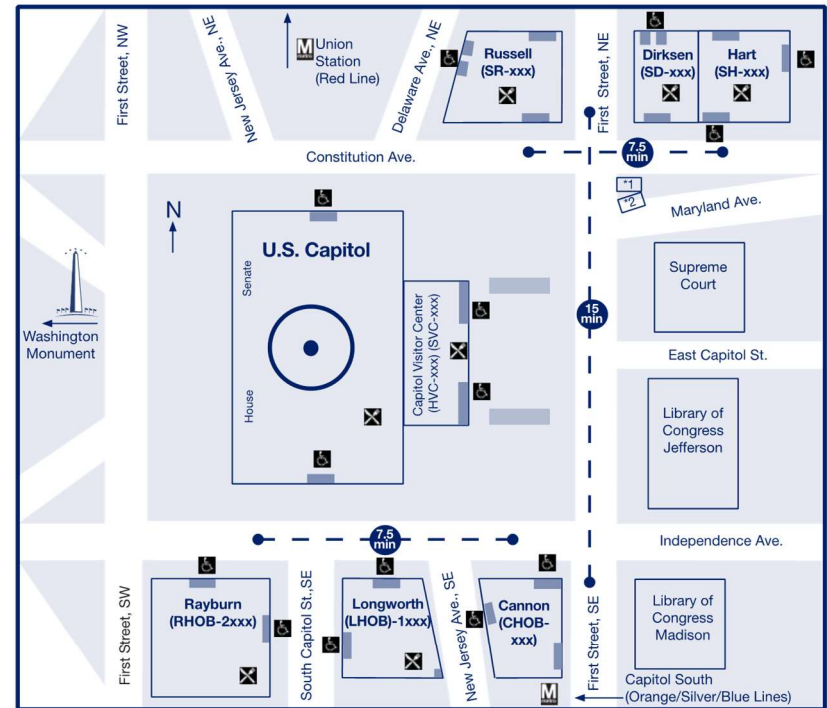 First Street, NW
New Jersey Ave., NE
metro
Union
Station
(Red Line)
Delaware Ave., NE
Russell
(SR-xxx)
First Street, NE
Dirksen
(SD-xxx)
Hart
(SH-xxx)
Constitution Ave.
7.5
min
*1
*2
Maryland Ave.
N
U.S. Capitol
Senate
House
Capitol Visitor Center
(HVC-xxx) (SVC-xxx)
Supreme
Court
15
min
Washington
Monument
East Capitol St.
Library of
Congress
Jefferson
7.5
min
Independence Ave.
First Street, SW
Rayburn
(RHOB-2xxx)
South Capitol St.,SE
Longworth
(LHOB)-1xxx)
New Jersey Ave., SE
Cannon
(CHOB-
xxx)
First Street, SE
Library of
Congress
Madison
metro
Capitol South
(Orange/Silver/Blue Lines)